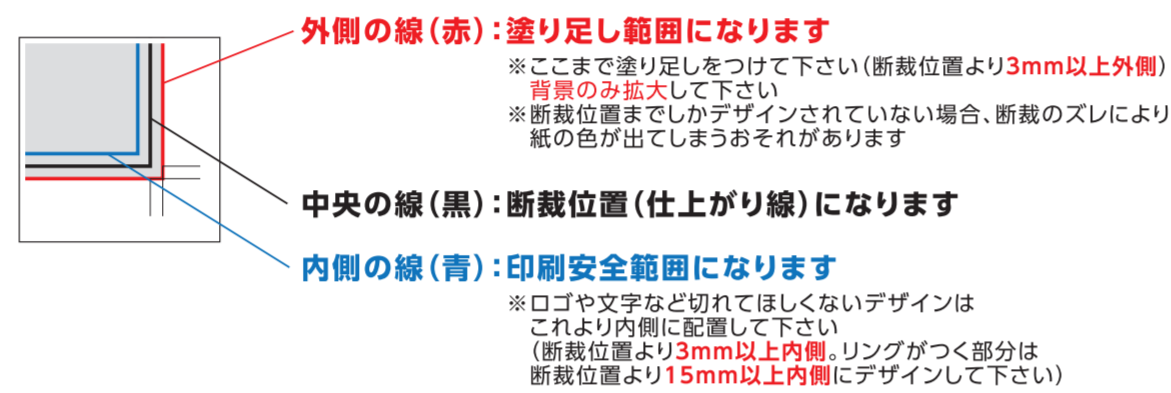 外側の線(赤):塗り足し範囲になります
※ここまで塗り足しをつけて下さい(断裁位置より3mm以上外側)
背景のみ拡大して下さい
※断裁位置までしかデザインされていない場合、断裁のズレにより
紙の色が出てしまうおそれがあります
中央の線(黒):断裁位置(仕上がり線)になります
内側の線(青):印刷安全範囲になります
※ロゴや文字など切れてほしくないデザインは
これより内側に配置して下さい
(断裁位置より3mm以上内側。リングがつく部分は
断裁位置より15mm以上内側にデザインして下さい)